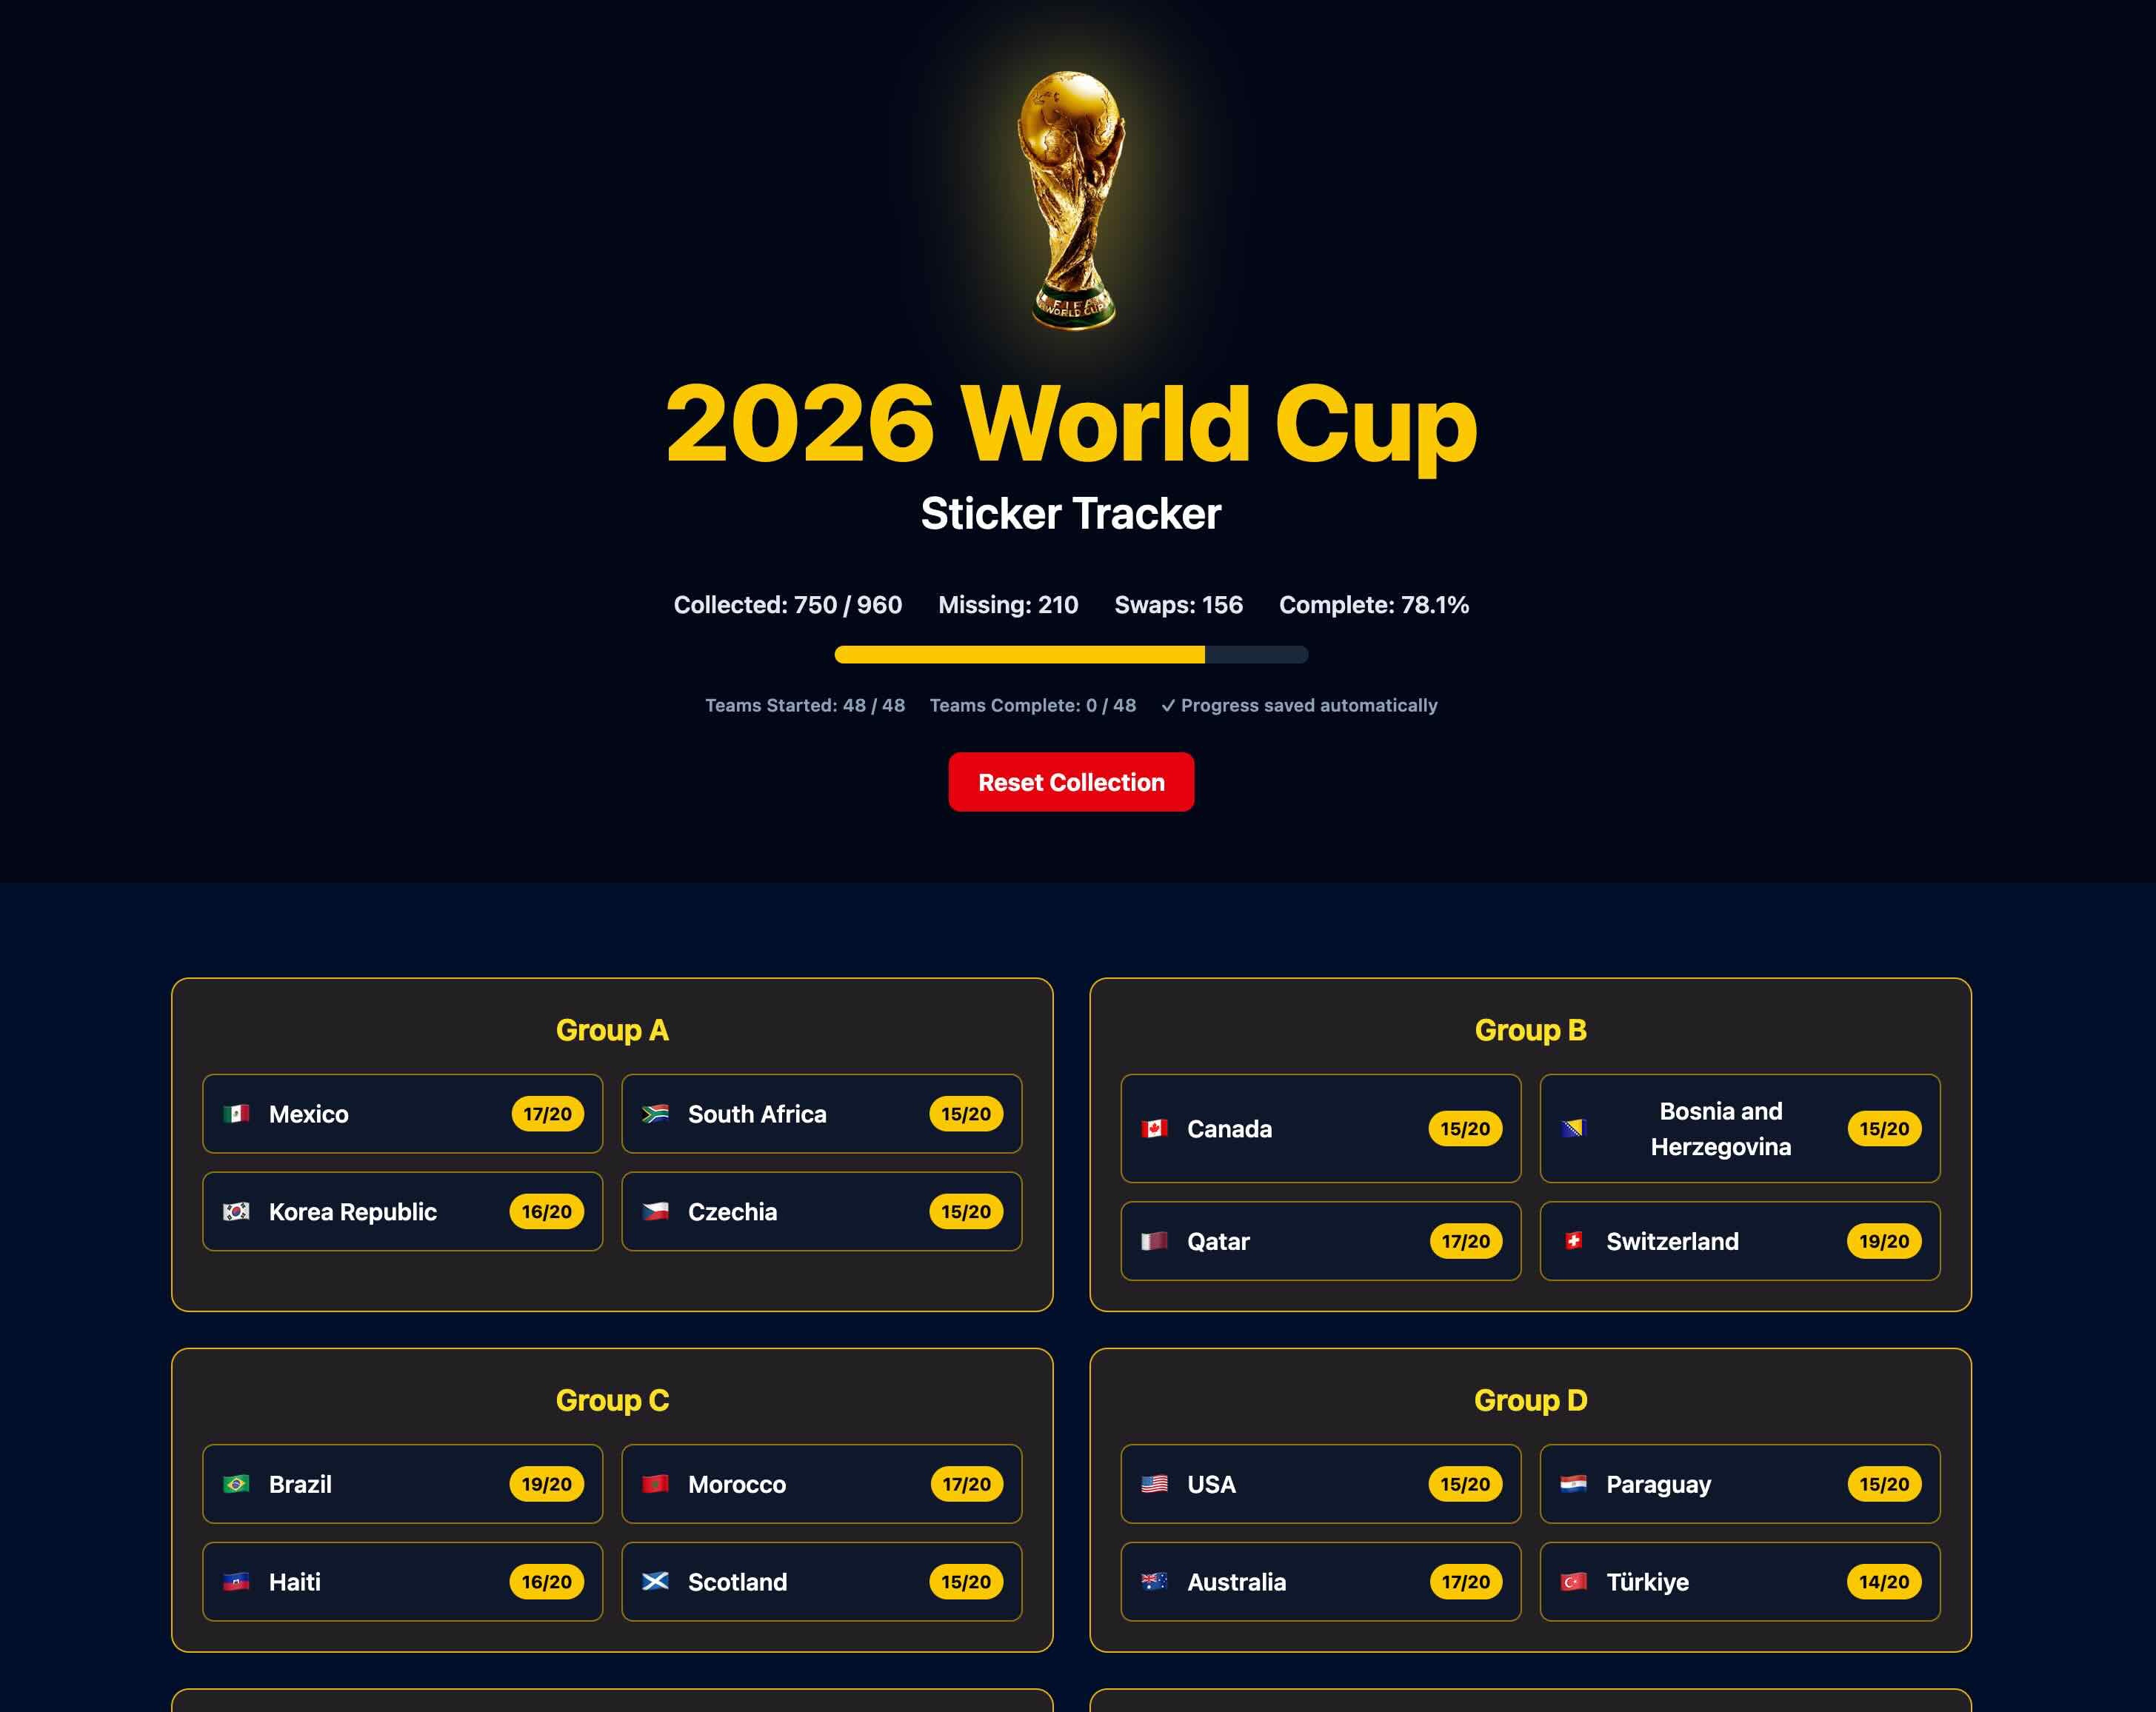 FIFA
WORLD CUP
2026 World Cup
Sticker Tracker
Collected: 750 / 960 Missing: 210 Swaps: 156 Complete: 78.1%
Teams Started: 48 / 48 Teams Complete: 0 / 48 ✓ Progress saved automatically
Reset Collection
Group A
Mexico 17/20
South Africa 15/20
Korea Republic 16/20
Czechia 15/20
Group B
Canada 15/20
Bosnia and
Herzegovina 15/20
Qatar 17/20
Switzerland 19/20
Group C
Brazil 19/20
Morocco 17/20
Haiti 16/20
Scotland 15/20
Group D
USA 15/20
Paraguay 15/20
Australia 17/20
Türkiye 14/20